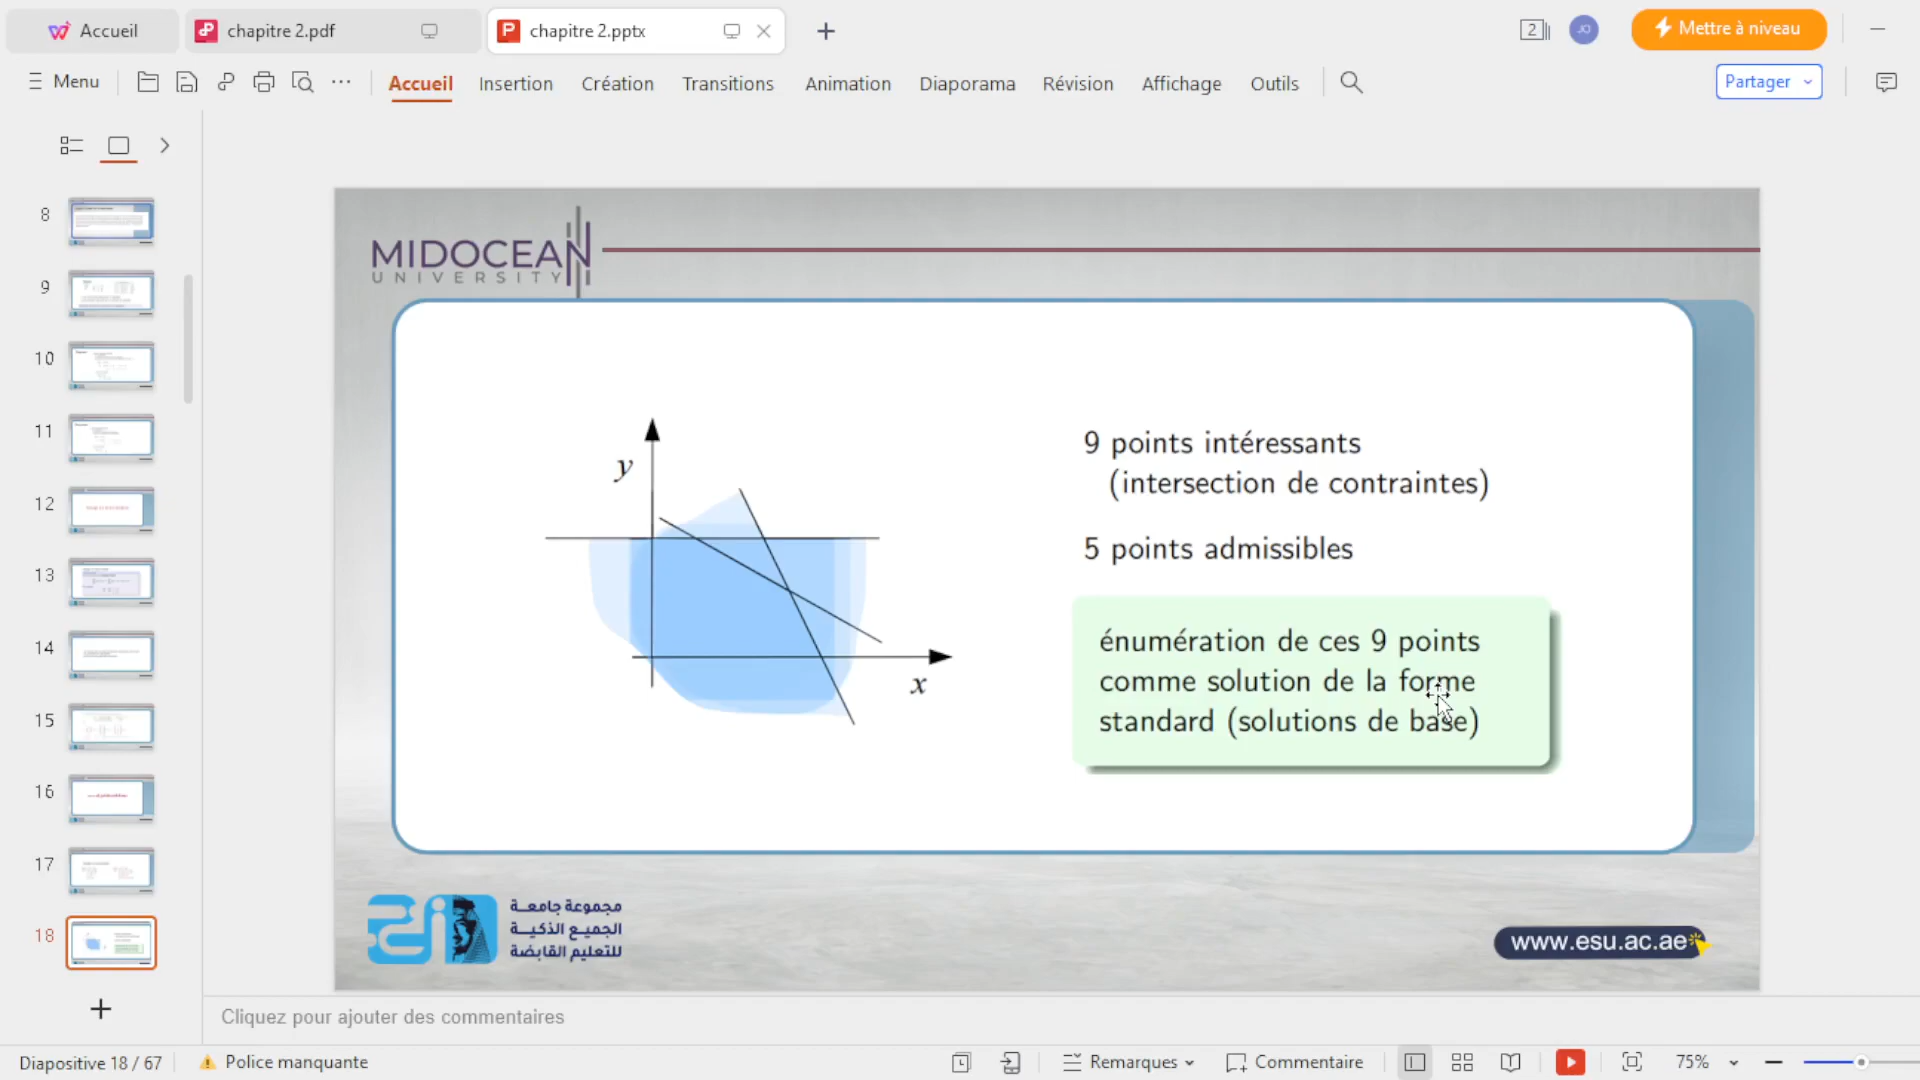 Accueil
chapitre 2.pdf
chapitre 2.pptx
2
JO
Mettre à niveau
Menu
Accueil
Insertion
Création
Transitions
Animation
Diaporama
Révision
Affichage
Outils
Partager
8
9
10
11
12
13
14
15
16
17
18
MIDOCEAN
UNIVERSITY
y
x
9 points intéressants
(intersection de contraintes)
5 points admissibles
énumération de ces 9 points
comme solution de la forme
standard (solutions de base)
مجموعة جامعة
الجميع الذكية
للتعليم القابضة
www.esu.ac.ae
Cliquez pour ajouter des commentaires
Diapositive 18 / 67
Police manquante
Remarques
Commentaire
75%